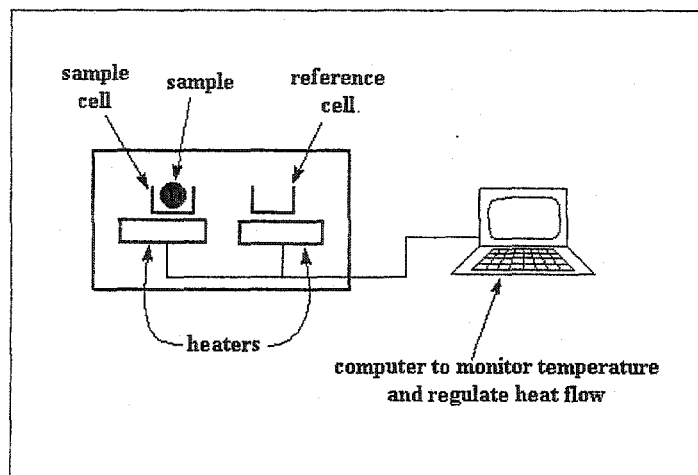 sample
cell
sample
reference
cell.
heaters
computer to monitor temperature
and regulate heat flow